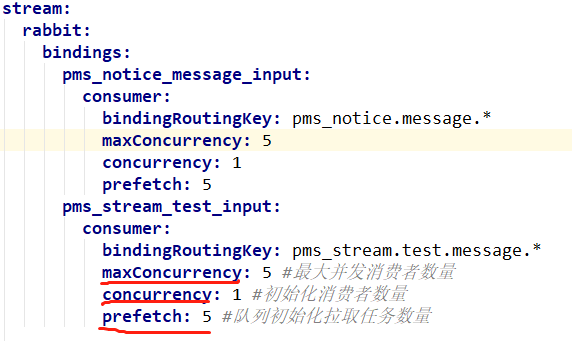 stream:
rabbit:
bindings:
pms_notice_message_input:
consumer:
bindingRoutingKey: pms_notice.message.*
maxConcurrency: 5
concurrency: 1
prefetch: 5
pms_stream_test_input:
consumer:
bindingRoutingKey: pms_stream.test.message.*
maxConcurrency: 5 #最大并发消费者数量
concurrency: 1 #初始化消费者数量
prefetch: 5 #队列初始化拉取任务数量